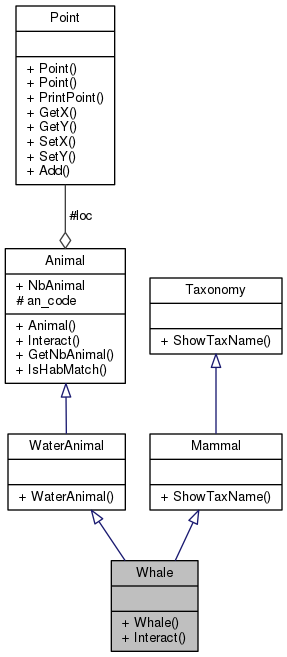 Point
+ Point()
+ Point()
+ PrintPoint()
+ GetX()
+ GetY()
+ SetX()
+ SetY()
+ Add()
#loc
Animal
+ NbAnimal
# an_code
+ Animal()
+ Interact()
+ GetNbAnimal()
+ IsHabMatch()
Taxonomy
+ ShowTaxName()
WaterAnimal
+ WaterAnimal()
Mammal
+ ShowTaxName()
Whale
+ Whale()
+ Interact()